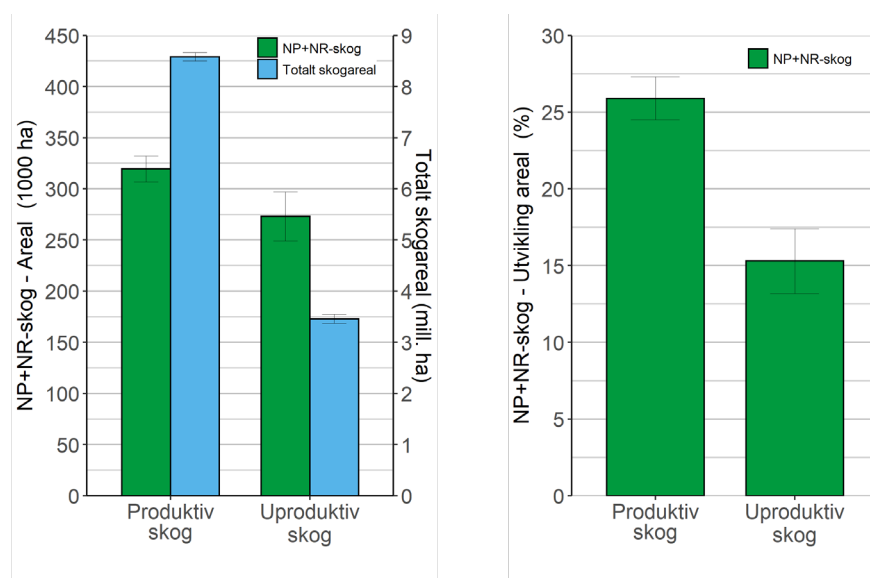 NP+NR-skog - Areal (1000 ha)
450
400
350
300
250
200
150
100
50
0
NP+NR-skog
Totalt skogareal
9
8
7
6
5
4
3
2
1
0
Totalt skogareal (mill. ha)
Produktiv
skog
Uproduktiv
skog
NP+NR-skog - Utvikling areal (%)
30
25
20
15
10
5
0
NP+NR-skog
Produktiv
skog
Uproduktiv
skog